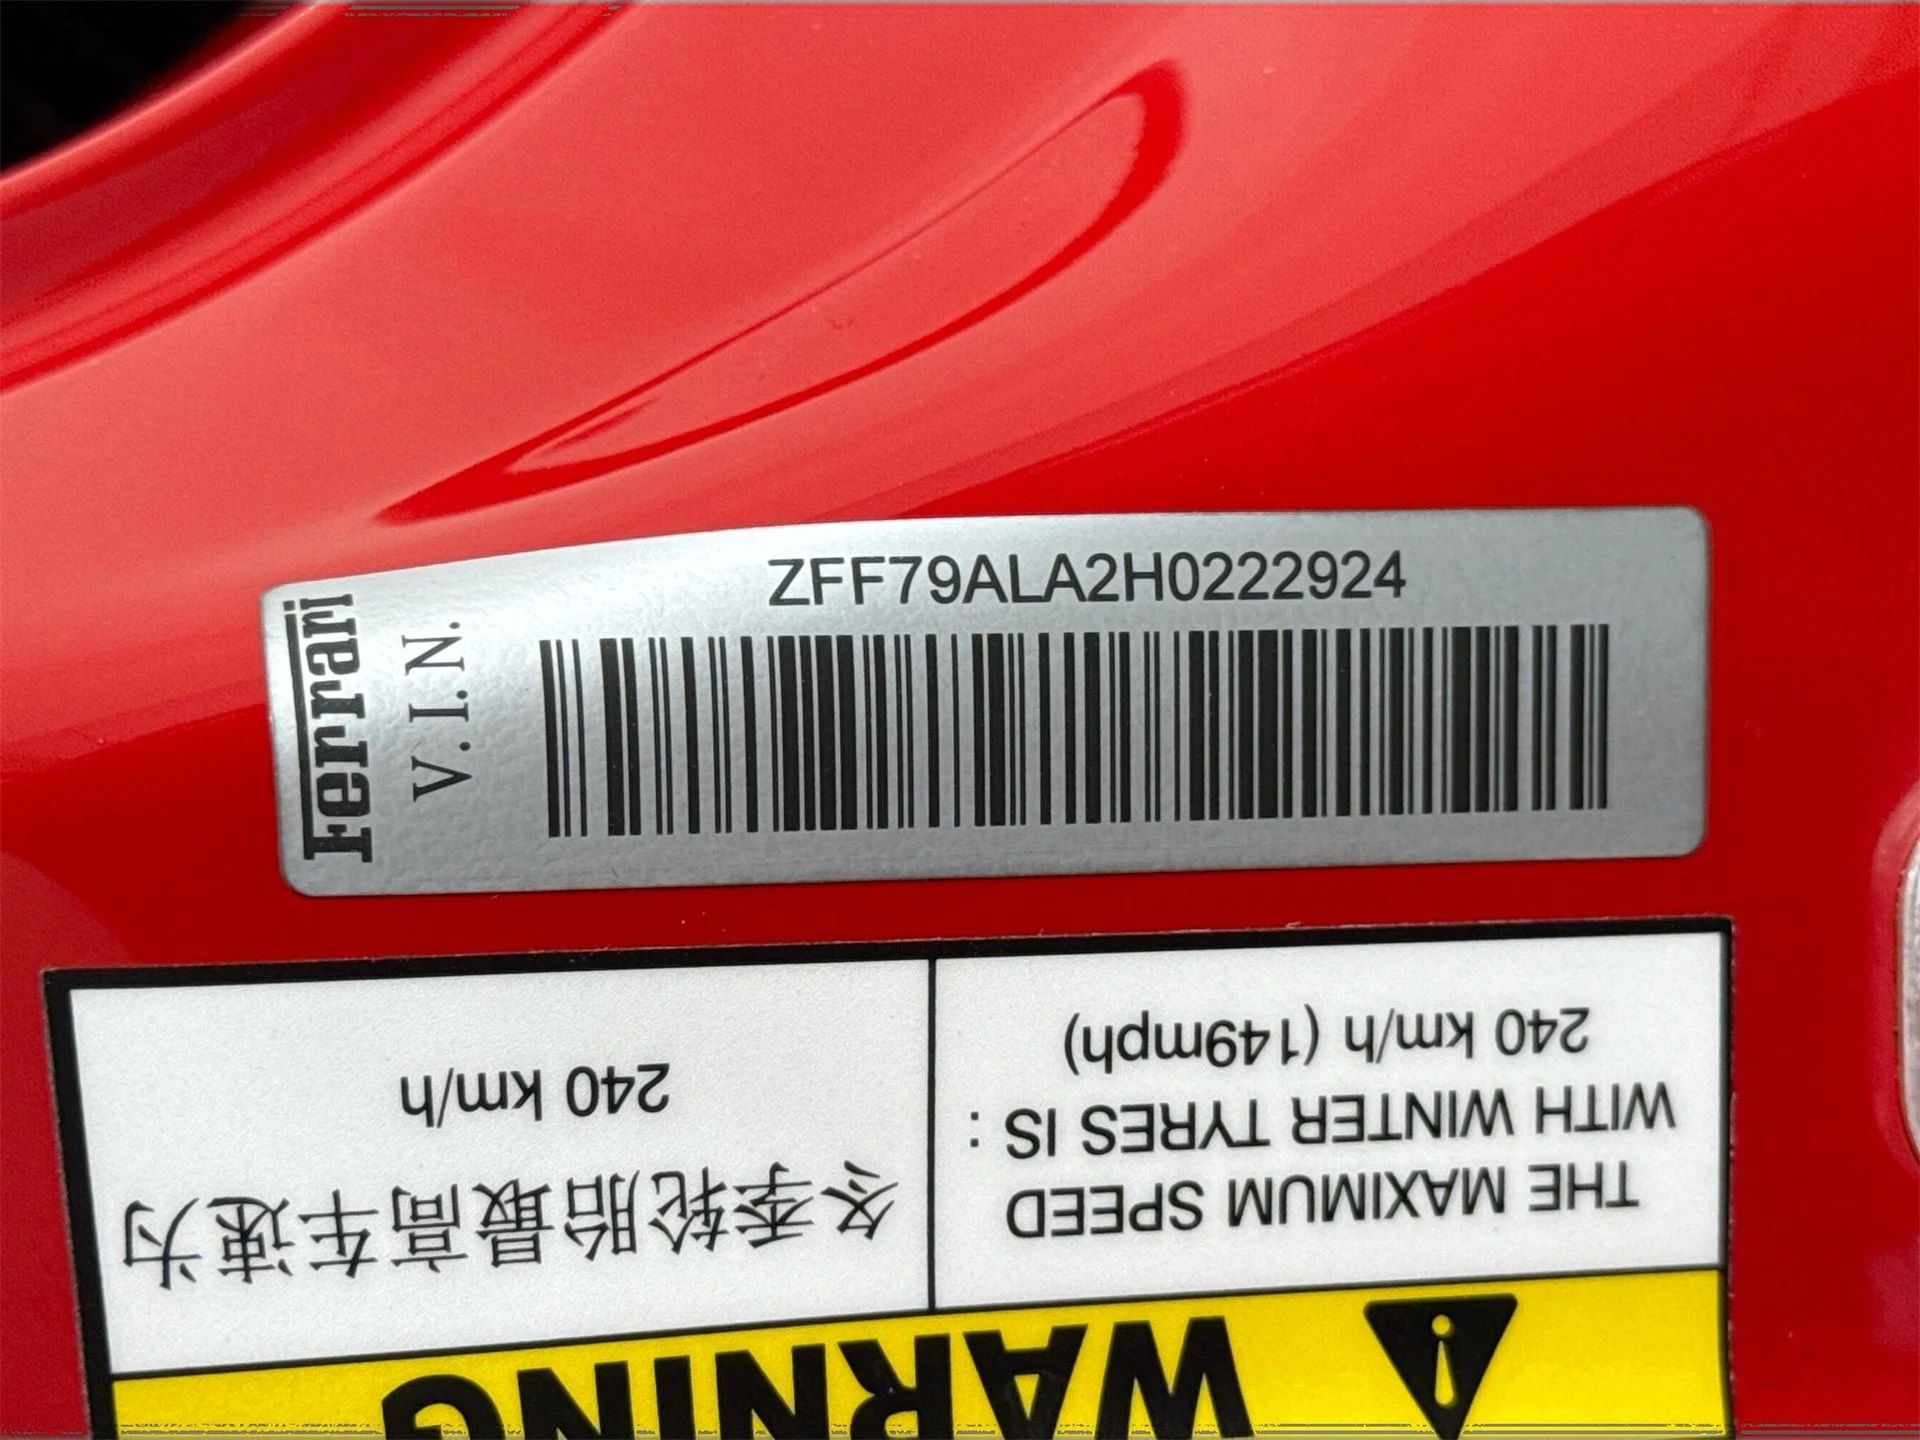 Ferrari
V.I.N.
ZFF79ALA2H0222924
WARNING
THE MAXIMUM SPEED
WITH WINTER TYRES IS :
240 km/h (149mph)
冬季轮胎最高车速为
240 km/h